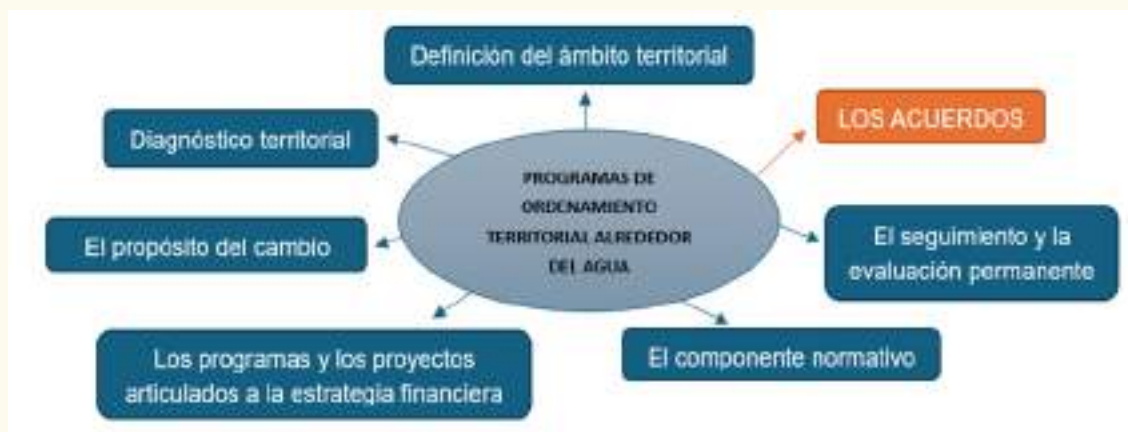 Definición del ámbito territorial
LOS ACUERDOS
Diagnóstico territorial
PROGRAMAS DE
ORDENAMIENTO
TERRITORIAL ALREDEDOR
DEL AGUA
El propósito del cambio
El seguimiento y la
evaluación permanente
Los programas y los proyectos
articulados a la estrategia financiera
El componente normativo